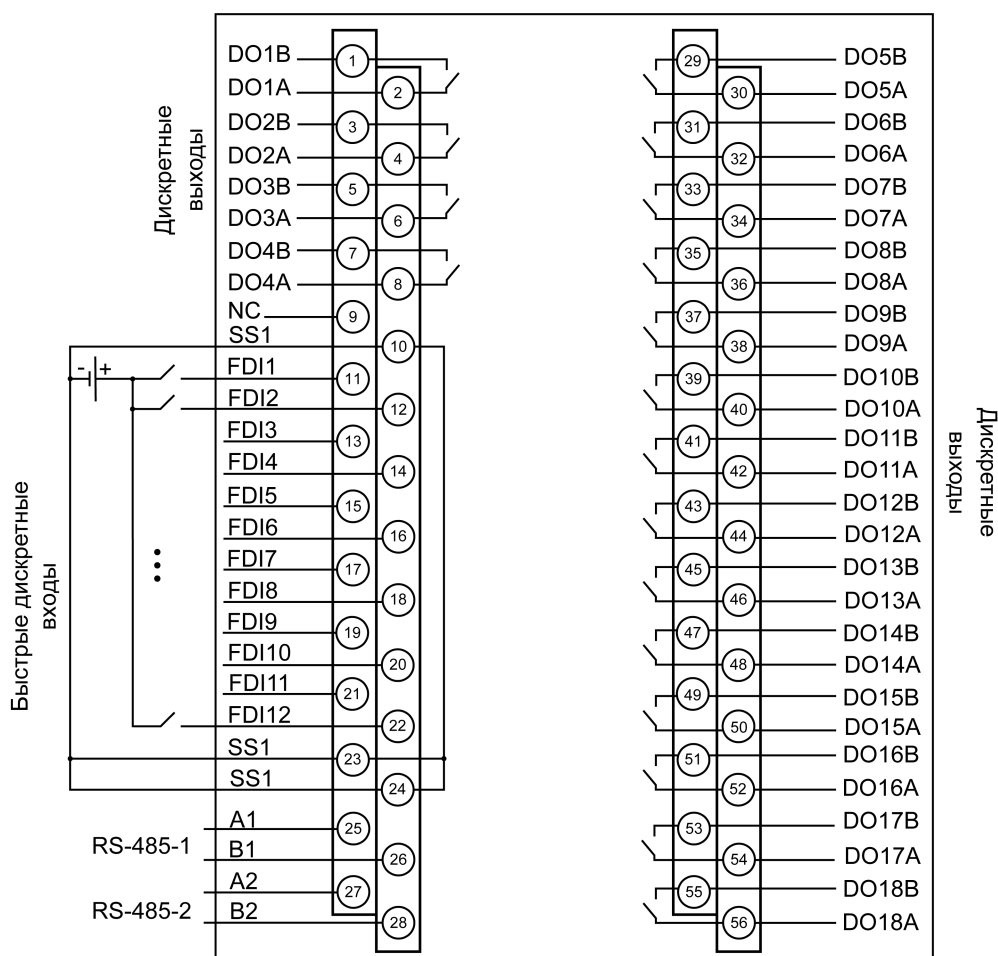 Дискретные
выходы
DO1B 1
DO1A 2
DO2B 3
DO2A 4
DO3B 5
DO3A 6
DO4B 7
DO4A 8
NC 9
SS1 10
- +
FDI1 11
FDI2 12
FDI3 13
FDI4 14
FDI5 15
FDI6 16
FDI7 17
FDI8 18
FDI9 19
FDI10 20
FDI11 21
FDI12 22
SS1 23
SS1 24
Быстрые дискретные
входы
RS-485-1
A1 25
B1 26
RS-485-2
A2 27
B2 28
29 DO5B
30 DO5A
31 DO6B
32 DO6A
33 DO7B
34 DO7A
35 DO8B
36 DO8A
37 DO9B
38 DO9A
39 DO10B
40 DO10A
41 DO11B
42 DO11A
43 DO12B
44 DO12A
45 DO13B
46 DO13A
47 DO14B
48 DO14A
49 DO15B
50 DO15A
51 DO16B
52 DO16A
53 DO17B
54 DO17A
55 DO18B
56 DO18A
Дискретные
выходы